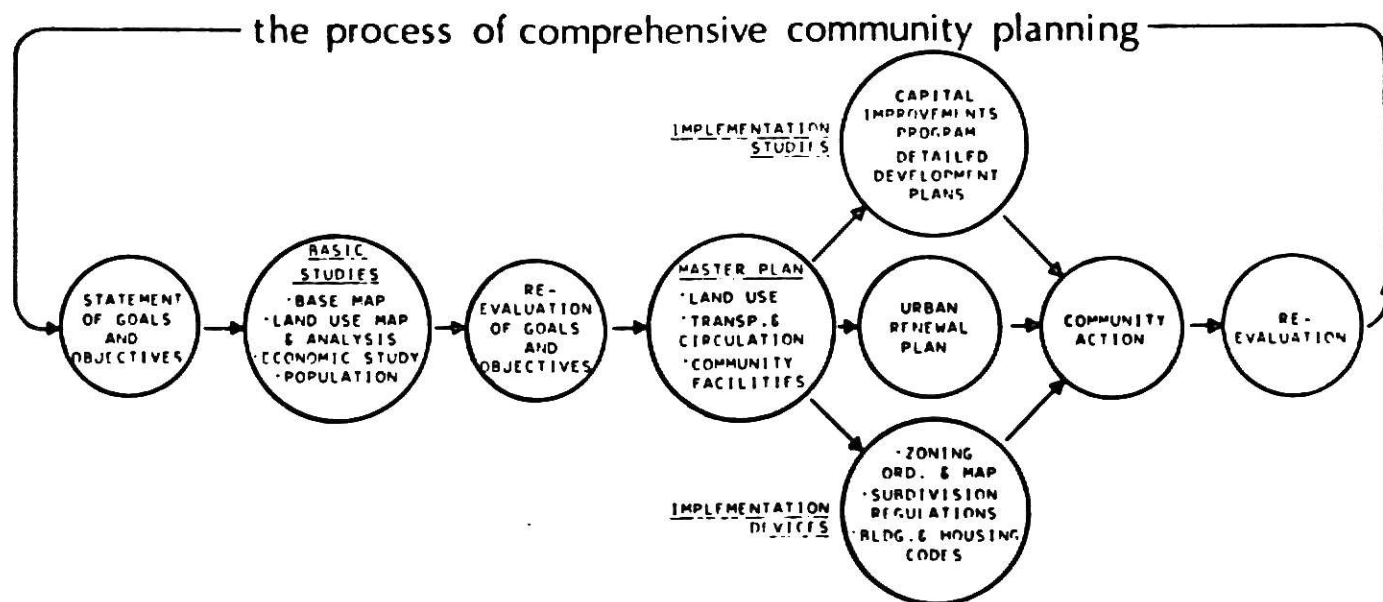 the process of comprehensive community planning
STATEMENT
OF GOALS
AND
OBJECTIVES
BASIC
STUDIES
·BASE MAP
·LAND USE MAP
& ANALYSIS
·ECONOMIC STUDY
·POPULATION
RE-
EVALUATION
OF GOALS
AND
OBJECTIVES
MASTER PLAN
·LAND USE
·TRANSP.&
CIRCULATION
·COMMUNITY
FACILITIES
IMPLEMENTATION
STUDIES
CAPITAL
IMPROVEMENTS
PROGRAM
DETAILED
DEVELOPMENT
PLANS
URBAN
RENEWAL
PLAN
IMPLEMENTATION
DEVICES
·ZONING
ORD. & MAP
·SUBDIVISION
REGULATIONS
·BLDG.& HOUSING
CODES
COMMUNITY
ACTION
RE-
EVALUATION